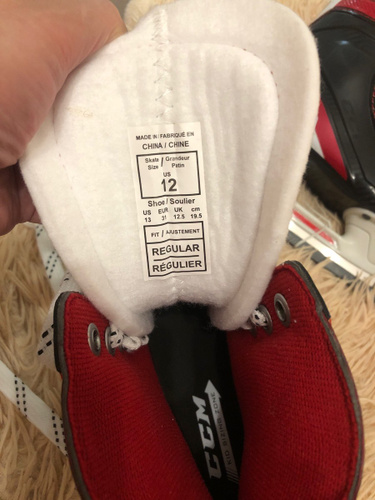 MADE IN / FABRIQUÉ EN
CHINA / CHINE
Skate / Grandeur
Size / Patin
US
12
Shoe / Soulier
US EUR UK cm
13 31 12.5 19.5
FIT / AJUSTEMENT
REGULAR
RÉGULIER
CCM